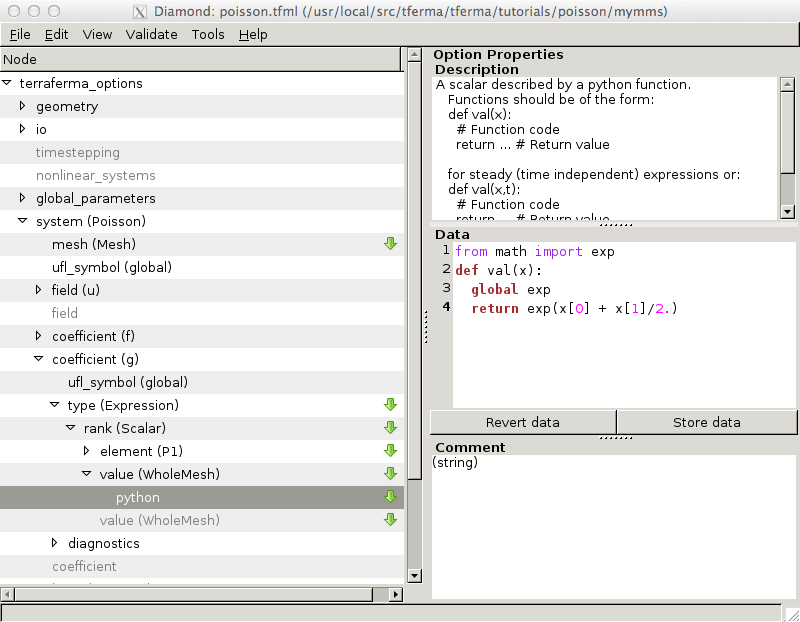 Diamond: poisson.tfml (/usr/local/src/tferma/tferma/tutorials/poisson/mymms)
File Edit View Validate Tools Help
Node
terraferma_options
geometry
io
timestepping
nonlinear_systems
global_parameters
system (Poisson)
mesh (Mesh)
ufl_symbol (global)
field (u)
field
coefficient (f)
coefficient (g)
ufl_symbol (global)
type (Expression)
rank (Scalar)
element (P1)
value (WholeMesh)
python
value (WholeMesh)
diagnostics
coefficient
Option Properties
Description
A scalar described by a python function.
Functions should be of the form:
def val(x):
# Function code
return ... # Return value
for steady (time independent) expressions or:
def val(x,t):
# Function code
return ... # Return value
Data
1 from math import exp
2 def val(x):
3 global exp
4 return exp(x[0] + x[1]/2.)
Revert data
Store data
Comment
(string)